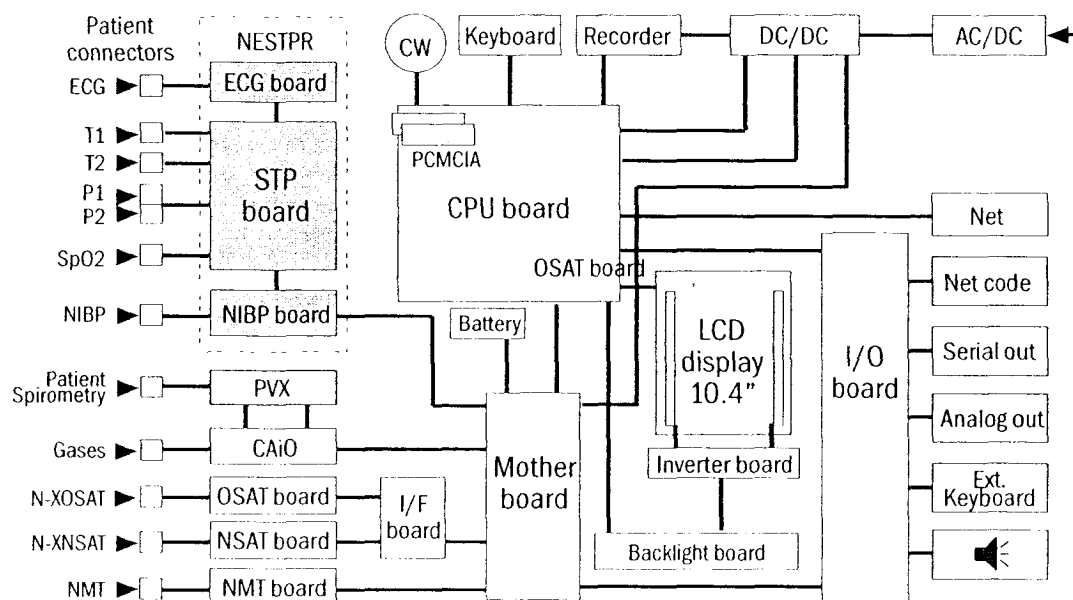 Patient
connectors
NESTPR
CW
Keyboard
Recorder
DC/DC
AC/DC
ECG
ECG board
T1
T2
P1
P2
SpO2
STP
board
PCMCIA
CPU board
OSAT board
Net
Net code
Serial out
Analog out
Ext.
Keyboard
I/O
board
LCD
display
10.4"
Inverter board
Backlight board
NIBP
NIBP board
Battery
Patient
Spirometry
PVX
Gases
CAiO
Mother
board
N-XOSAT
OSAT board
I/F
board
N-XNSAT
NSAT board
NMT
NMT board